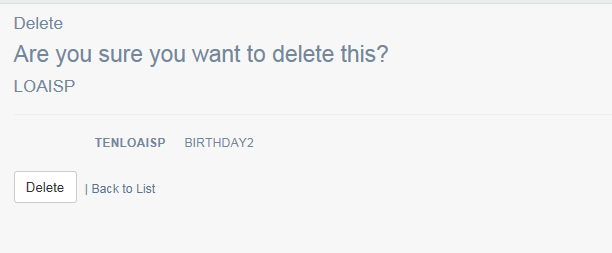 Delete
Are you sure you want to delete this?
LOAISP
TENLOAISP BIRTHDAY2
Delete | Back to List